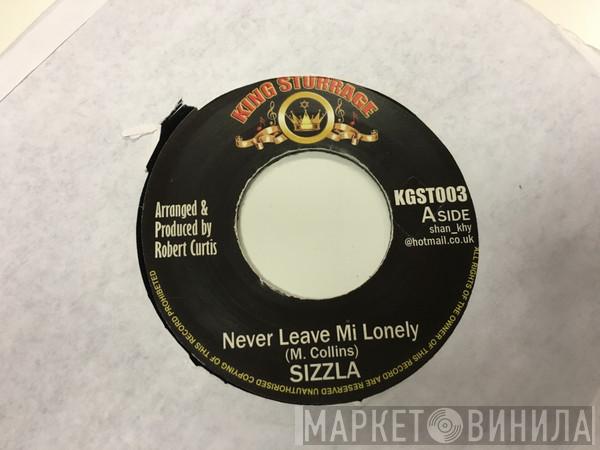 KING STURRAGE
Arranged &
Produced by
Robert Curtis
KGST003
A SIDE
shan_khy
@hotmail.co.uk
Never Leave Mi Lonely
(M. Collins)
SIZZLA
ALL RIGHTS OF THE OWNER OF THIS RECORD ARE RESERVED UNAUTHORISED COPYING OF THIS RECORD PROHIBITED
МАРКЕТ ВИНИЛА